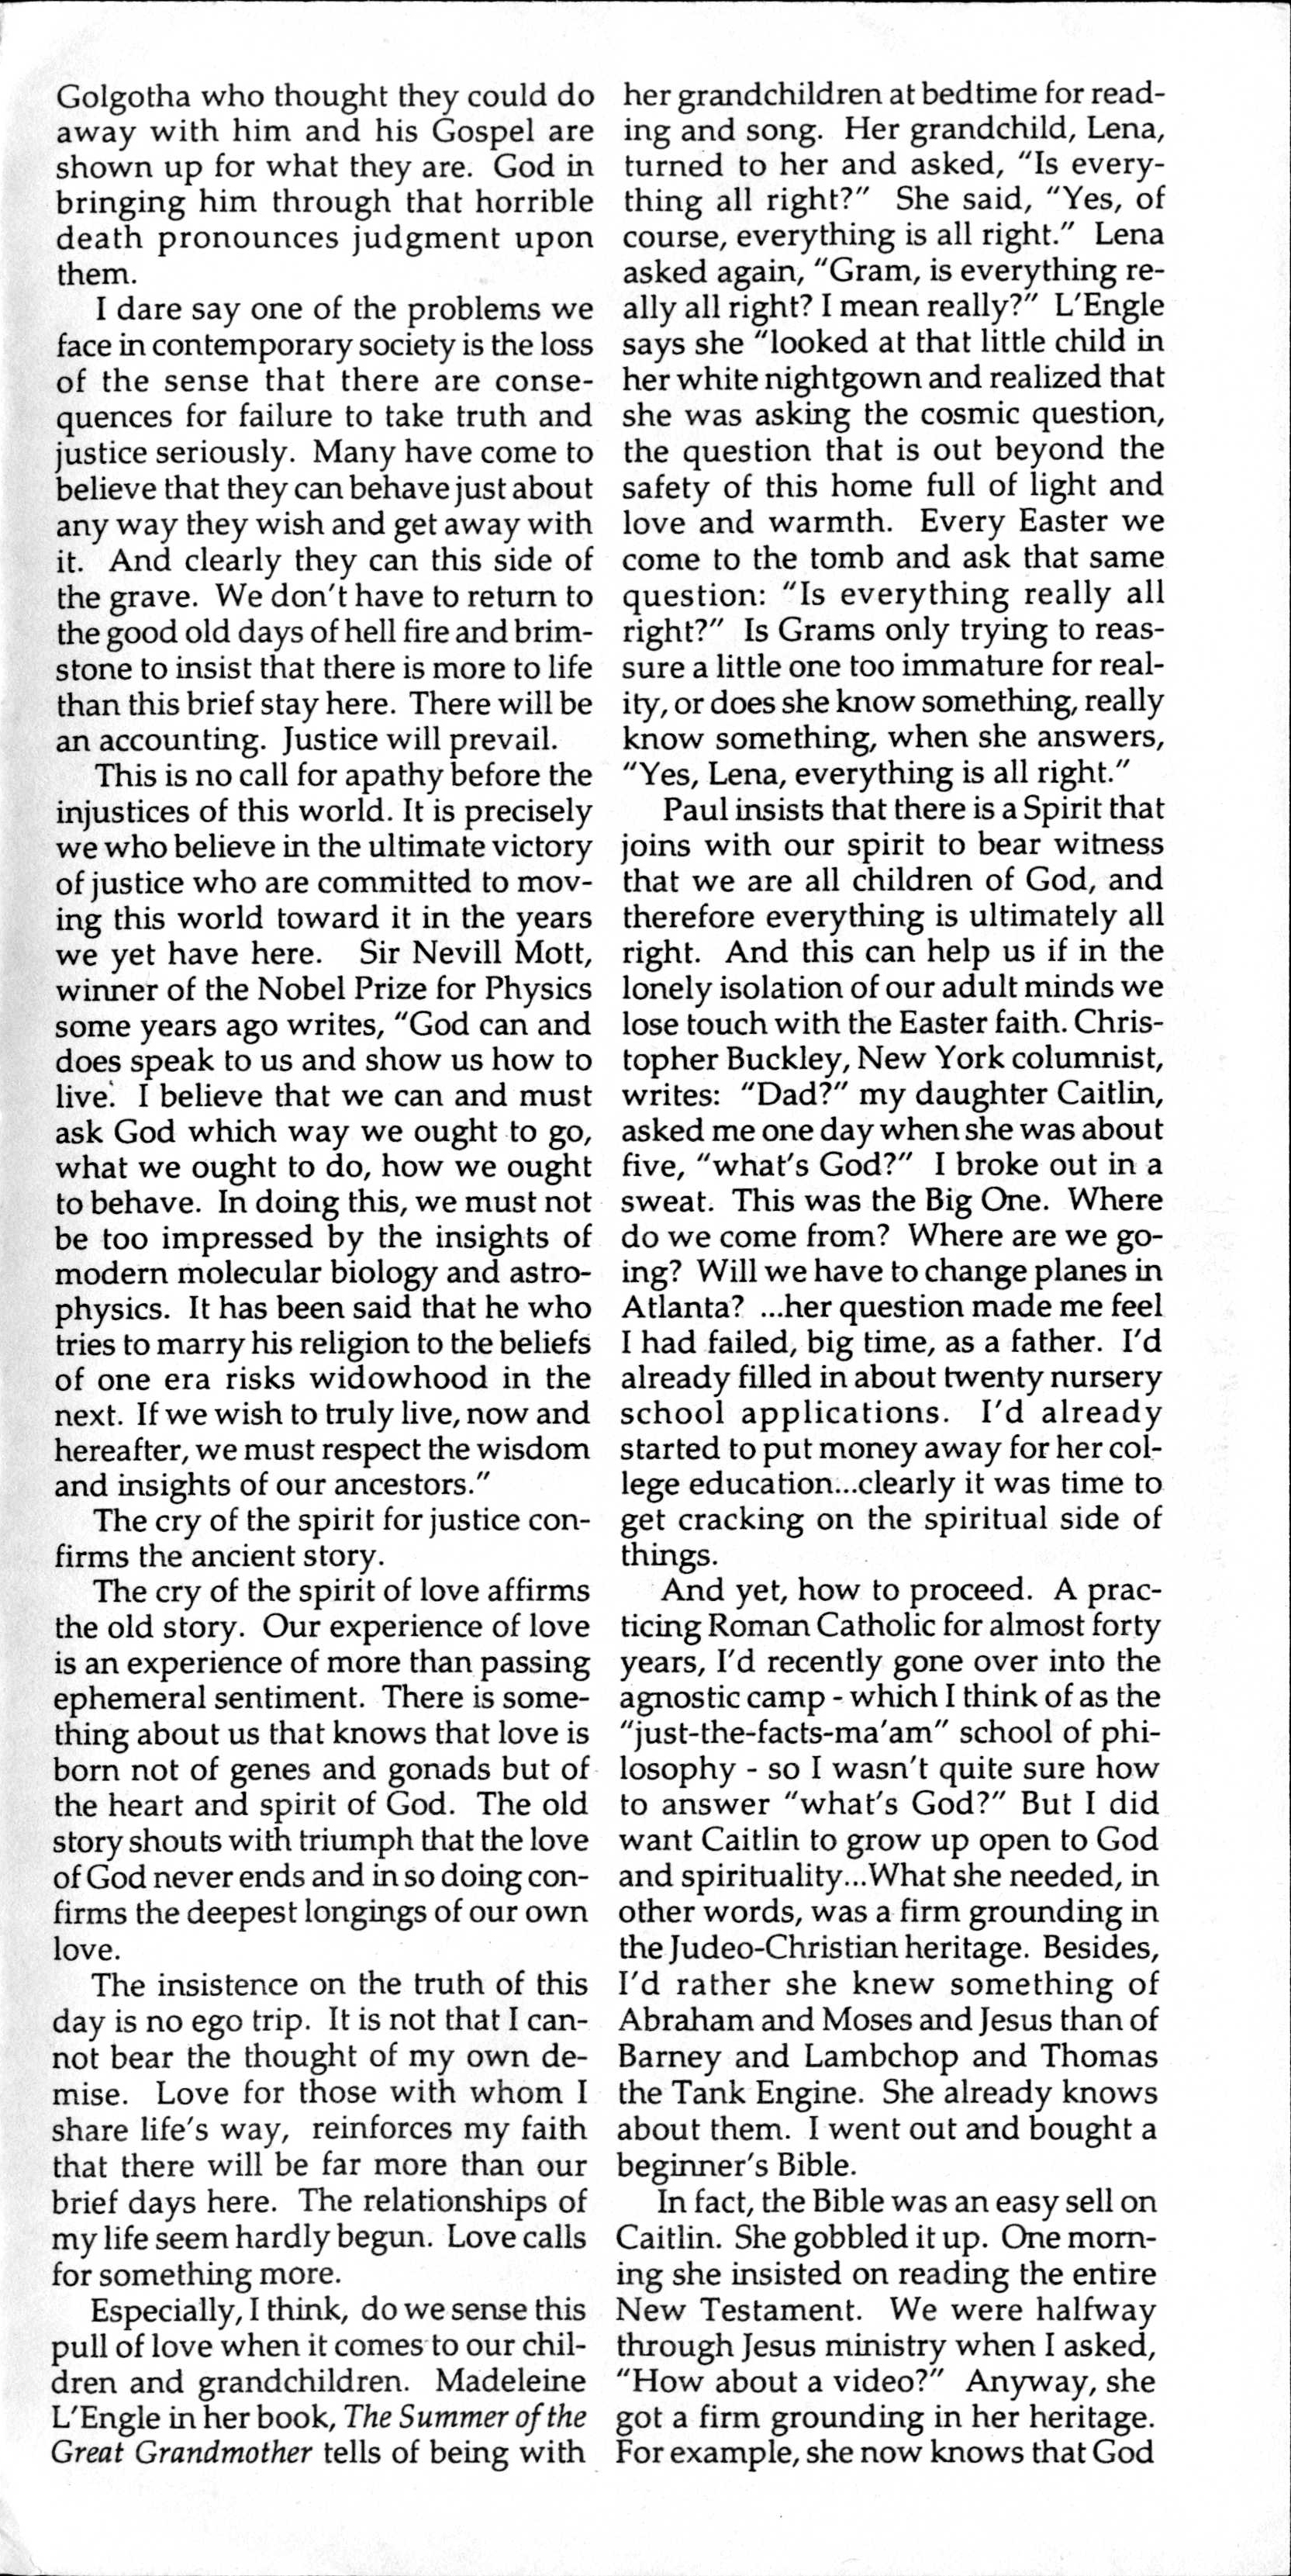 Golgotha who thought they could do
away with him and his Gospel are
shown up for what they are. God in
bringing him through that horrible
death pronounces judgment upon
them.
I dare say one of the problems we
face in contemporary society is the loss
of the sense that there are conse-
quences for failure to take truth and
justice seriously. Many have come to
believe that they can behave just about
any way they wish and get away with
it. And clearly they can this side of
the grave. We don't have to return to
the good old days of hell fire and brim-
stone to insist that there is more to life
than this brief stay here. There will be
an accounting. Justice will prevail.
This is no call for apathy before the
injustices of this world. It is precisely
we who believe in the ultimate victory
of justice who are committed to mov-
ing this world toward it in the years
we yet have here. Sir Nevill Mott,
winner of the Nobel Prize for Physics
some years ago writes, "God can and
does speak to us and show us how to
live. I believe that we can and must
ask God which way we ought to go,
what we ought to do, how we ought
to behave. In doing this, we must not
be too impressed by the insights of
modern molecular biology and astro-
physics. It has been said that he who
tries to marry his religion to the beliefs
of one era risks widowhood in the
next. If we wish to truly live, now and
hereafter, we must respect the wisdom
and insights of our ancestors."
The cry of the spirit for justice con-
firms the ancient story.
The cry of the spirit of love affirms
the old story. Our experience of love
is an experience of more than passing
ephemeral sentiment. There is some-
thing about us that knows that love is
born not of genes and gonads but of
the heart and spirit of God. The old
story shouts with triumph that the love
of God never ends and in so doing con-
firms the deepest longings of our own
love.
The insistence on the truth of this
day is no ego trip. It is not that I can-
not bear the thought of my own de-
mise. Love for those with whom I
share life's way, reinforces my faith
that there will be far more than our
brief days here. The relationships of
my life seem hardly begun. Love calls
for something more.
Especially, I think, do we sense this
pull of love when it comes to our chil-
dren and grandchildren. Madeleine
L'Engle in her book, The Summer of the
Great Grandmother tells of being with
her grandchildren at bedtime for read-
ing and song. Her grandchild, Lena,
turned to her and asked, "Is every-
thing all right?" She said, "Yes, of
course, everything is all right." Lena
asked again, "Gram, is everything re-
ally all right? I mean really?" L'Engle
says she "looked at that little child in
her white nightgown and realized that
she was asking the cosmic question,
the question that is out beyond the
safety of this home full of light and
love and warmth. Every Easter we
come to the tomb and ask that same
question: "Is everything really all
right?" Is Grams only trying to reas-
sure a little one too immature for real-
ity, or does she know something, really
know something, when she answers,
"Yes, Lena, everything is all right."
Paul insists that there is a Spirit that
joins with our spirit to bear witness
that we are all children of God, and
therefore everything is ultimately all
right. And this can help us if in the
lonely isolation of our adult minds we
lose touch with the Easter faith. Chris-
topher Buckley, New York columnist,
writes: "Dad?" my daughter Caitlin,
asked me one day when she was about
five, "what's God?" I broke out in a
sweat. This was the Big One. Where
do we come from? Where are we go-
ing? Will we have to change planes in
Atlanta? ...her question made me feel
I had failed, big time, as a father. I'd
already filled in about twenty nursery
school applications. I'd already
started to put money away for her col-
lege education...clearly it was time to
get cracking on the spiritual side of
things.
And yet, how to proceed. A prac-
ticing Roman Catholic for almost forty
years, I'd recently gone over into the
agnostic camp - which I think of as the
"just-the-facts-ma'am" school of phi-
losophy - so I wasn't quite sure how
to answer "what's God?" But I did
want Caitlin to grow up open to God
and spirituality...What she needed, in
other words, was a firm grounding in
the Judeo-Christian heritage. Besides,
I'd rather she knew something of
Abraham and Moses and Jesus than of
Barney and Lambchop and Thomas
the Tank Engine. She already knows
about them. I went out and bought a
beginner's Bible.
In fact, the Bible was an easy sell on
Caitlin. She gobbled it up. One morn-
ing she insisted on reading the entire
New Testament. We were halfway
through Jesus ministry when I asked,
"How about a video?" Anyway, she
got a firm grounding in her heritage.
For example, she now knows that God